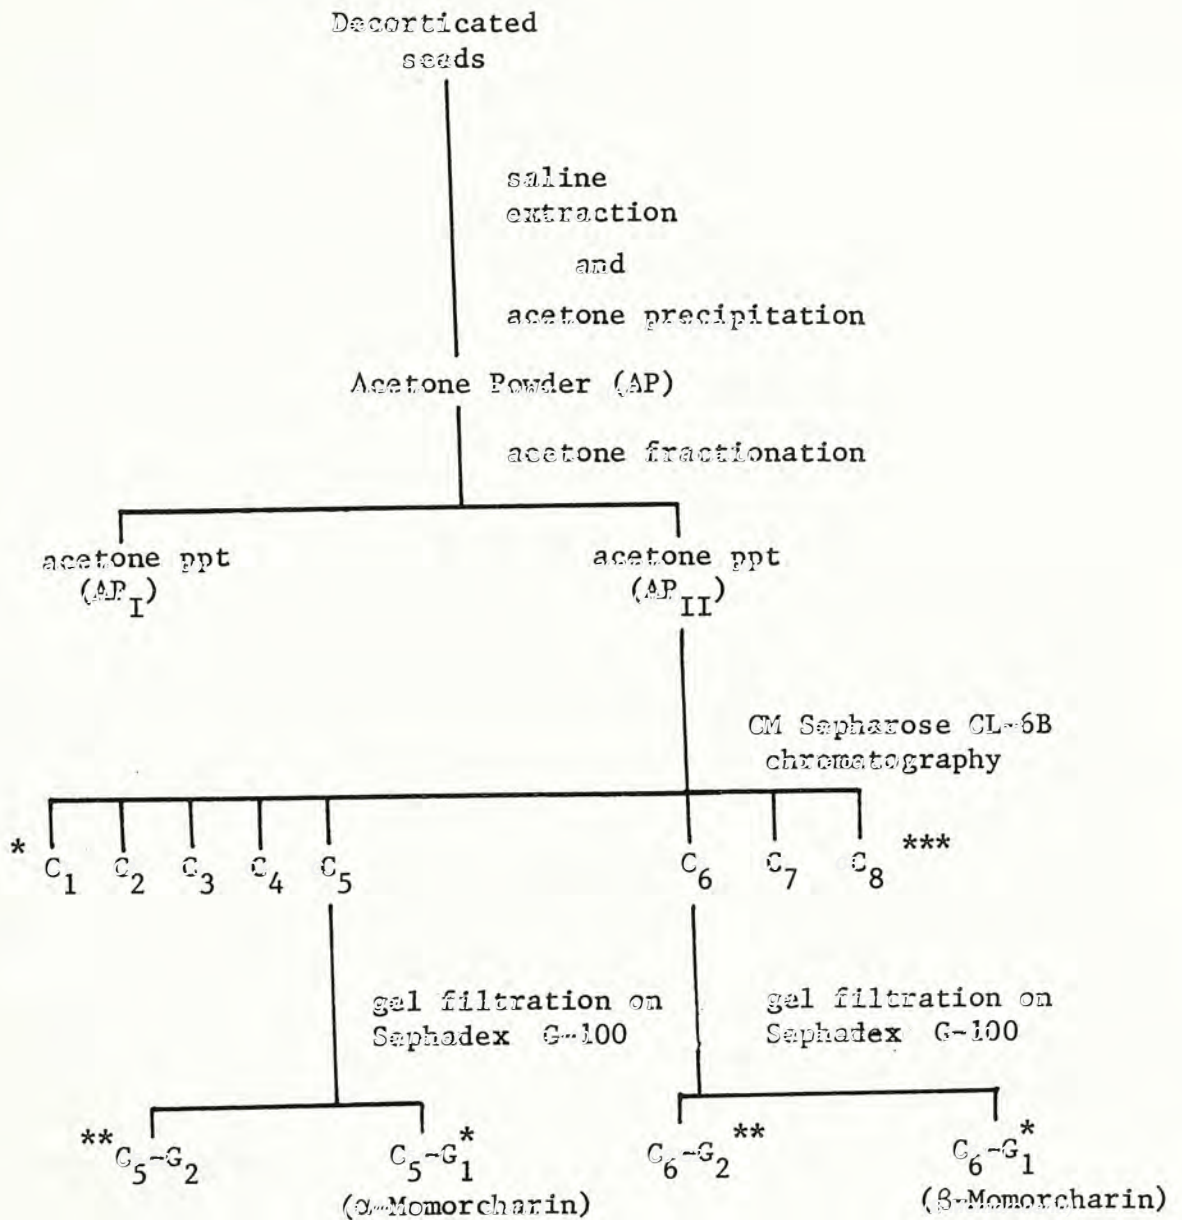 Decorticated
seeds
saline
extraction
and
acetone precipitation
Acetone Powder (AP)
acetone fractionation
acetone ppt
(AP_I)
acetone ppt
(AP_II)
CM Sepharose CL-6B
chromatography
* C_1 C_2 C_3 C_4 C_5 C_6 C_7 C_8 ***
gel filtration on
Sephadex G-100
gel filtration on
Sephadex G-100
**C_5-G_2
C_5-G_1*
(α-Momorcharin)
C_6-G_2**
C_6-G_1*
(β-Momorcharin)